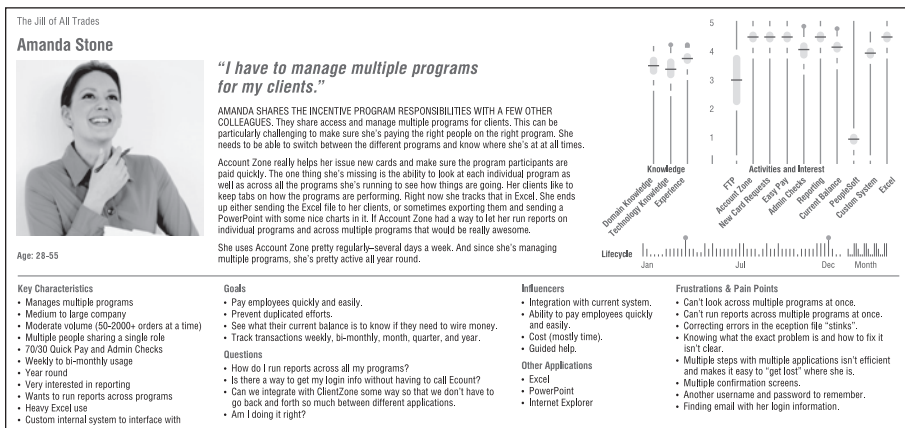 The Jill of All Trades
Amanda Stone
"I have to manage multiple programs
for my clients."
AMANDA SHARES THE INCENTIVE PROGRAM RESPONSIBILITIES WITH A FEW OTHER
COLLEAGUES. They share access and manage multiple programs for clients. This can be
particularly challenging to make sure she's paying the right people on the right program. She
needs to be able to switch between the different programs and know where she's at at all times.
Account Zone really helps her issue new cards and make sure the program participants are
paid quickly. The one thing she's missing is the ability to look at each individual program as
well as across all the programs she's running to see how things are going. Her clients like to
keep tabs on how the programs are performing. Right now she tracks that in Excel. She ends
up either sending the Excel file to her clients, or sometimes exporting them and sending a
PowerPoint with some nice charts in it. If Account Zone had a way to let her run reports on
individual programs and across multiple programs that would be really awesome.
She uses Account Zone pretty regularly–several days a week. And since she's managing
multiple programs, she's pretty active all year round.
Age: 28-55
5
4
3
2
1
Knowledge
Domain Knowledge
Technology Knowledge
Experience
Activities and Interest
FTP
Account Zone
New Card Requests
Easy Pay
Admin Checks
Reporting
Current Balance
PeopleSoft
Custom System
Excel
Lifecycle
Jan
Jul
Dec
Month
Key Characteristics
• Manages multiple programs
• Medium to large company
• Moderate volume (50-2000+ orders at a time)
• Multiple people sharing a single role
• 70/30 Quick Pay and Admin Checks
• Weekly to bi-monthly usage
• Year round
• Very interested in reporting
• Wants to run reports across programs
• Heavy Excel use
• Custom internal system to interface with
Goals
• Pay employees quickly and easily.
• Prevent duplicated efforts.
• See what their current balance is to know if they need to wire money.
• Track transactions weekly, bi-monthly, month, quarter, and year.
Questions
• How do I run reports across all my programs?
• Is there a way to get my login info without having to call Ecount?
• Can we integrate with ClientZone some way so that we don't have to
go back and forth so much between different applications.
• Am I doing it right?
Influencers
• Integration with current system.
• Ability to pay employees quickly
and easily.
• Cost (mostly time).
• Guided help.
Other Applications
• Excel
• PowerPoint
• Internet Explorer
Frustrations & Pain Points
• Can't look across multiple programs at once.
• Can't run reports across multiple programs at once.
• Correcting errors in the eception file "stinks".
• Knowing what the exact problem is and how to fix it
isn't clear.
• Multiple steps with multiple applications isn't efficient
and makes it easy to "get lost" where she is.
• Multiple confirmation screens.
• Another username and password to remember.
• Finding email with her login information.